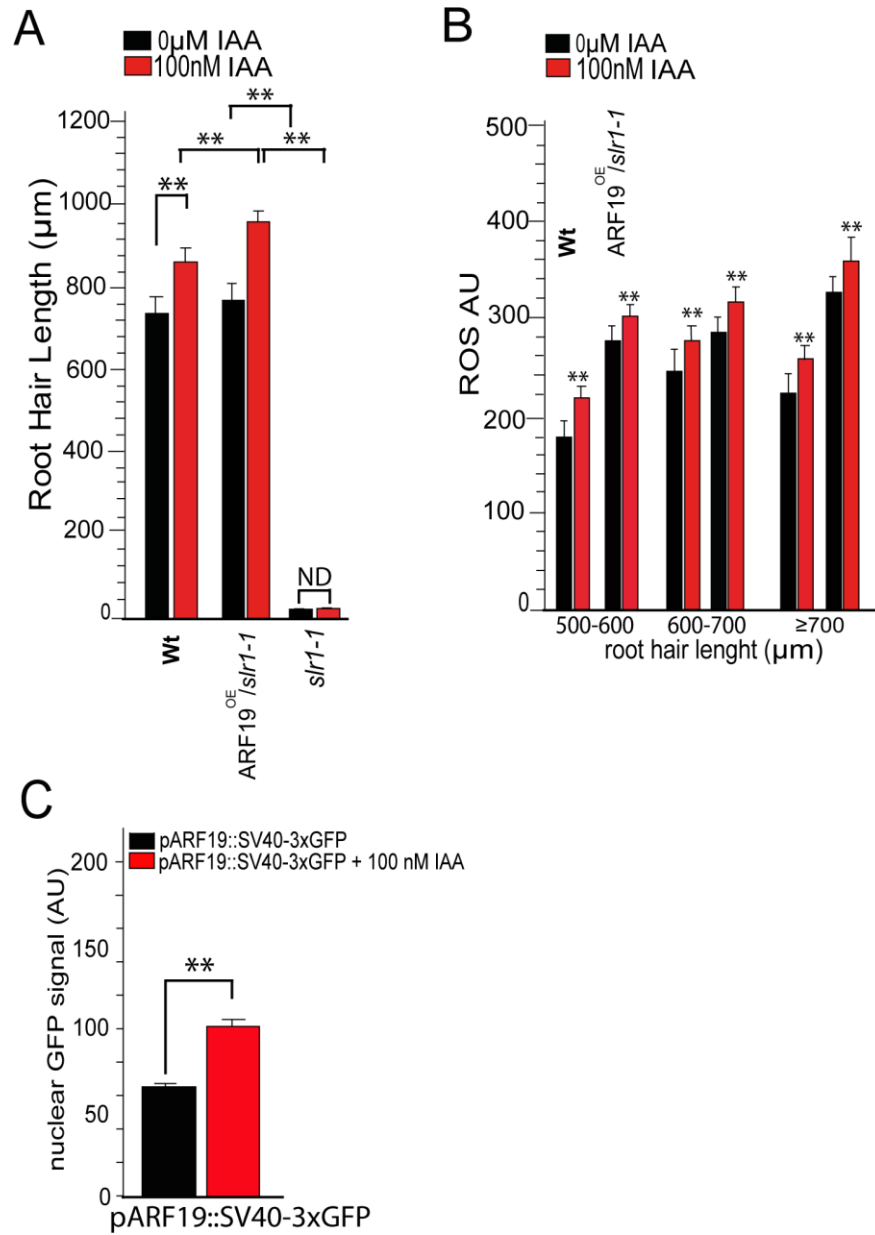 A
0µM IAA
100nM IAA
**
**
**
**
ND
1200
1000
800
600
400
200
0
Root Hair Length (µm)
Wt
ARF19OE/slr1-1
slr1-1
B
0µM IAA
100nM IAA
500
400
300
200
100
0
ROS AU
Wt
ARF19OE/slr1-1
**
**
**
**
**
**
500-600
600-700
≥700
root hair lenght (µm)
C
pARF19::SV40-3xGFP
pARF19::SV40-3xGFP + 100 nM IAA
200
150
100
50
0
nuclear GFP signal (AU)
**
pARF19::SV40-3xGFP